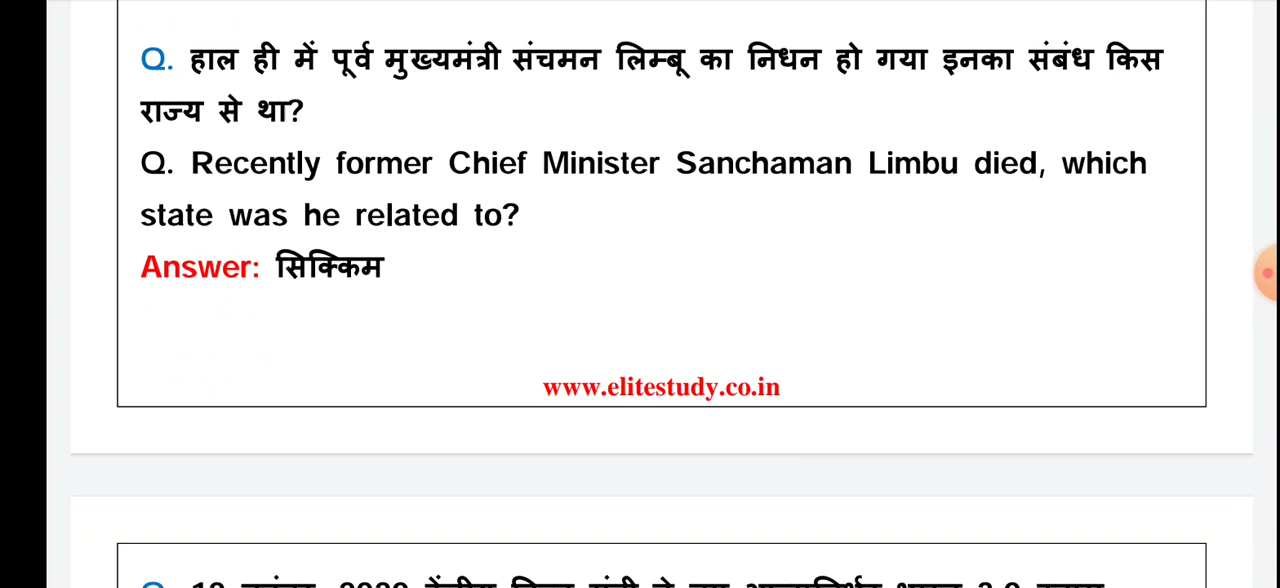 Q. हाल ही में पूर्व मुख्यमंत्री संचमन लिम्बू का निधन हो गया इनका संबंध किस
राज्य से था?
Q. Recently former Chief Minister Sanchaman Limbu died, which
state was he related to?
Answer: सिक्किम
www.elitestudy.co.in